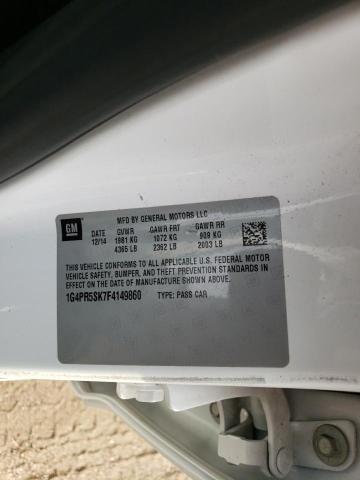 GM
MFD BY GENERAL MOTORS LLC
DATE GVWR GAWR FRT GAWR RR
12/14 1981 KG 1072 KG 909 KG
4365 LB 2362 LB 2003 LB
THIS VEHICLE CONFORMS TO ALL APPLICABLE U.S. FEDERAL MOTOR
VEHICLE SAFETY, BUMPER, AND THEFT PREVENTION STANDARDS
IN EFFECT ON THE DATE OF MANUFACTURE SHOWN ABOVE.
1G4PR5SK7F4149860 TYPE: PASS CAR